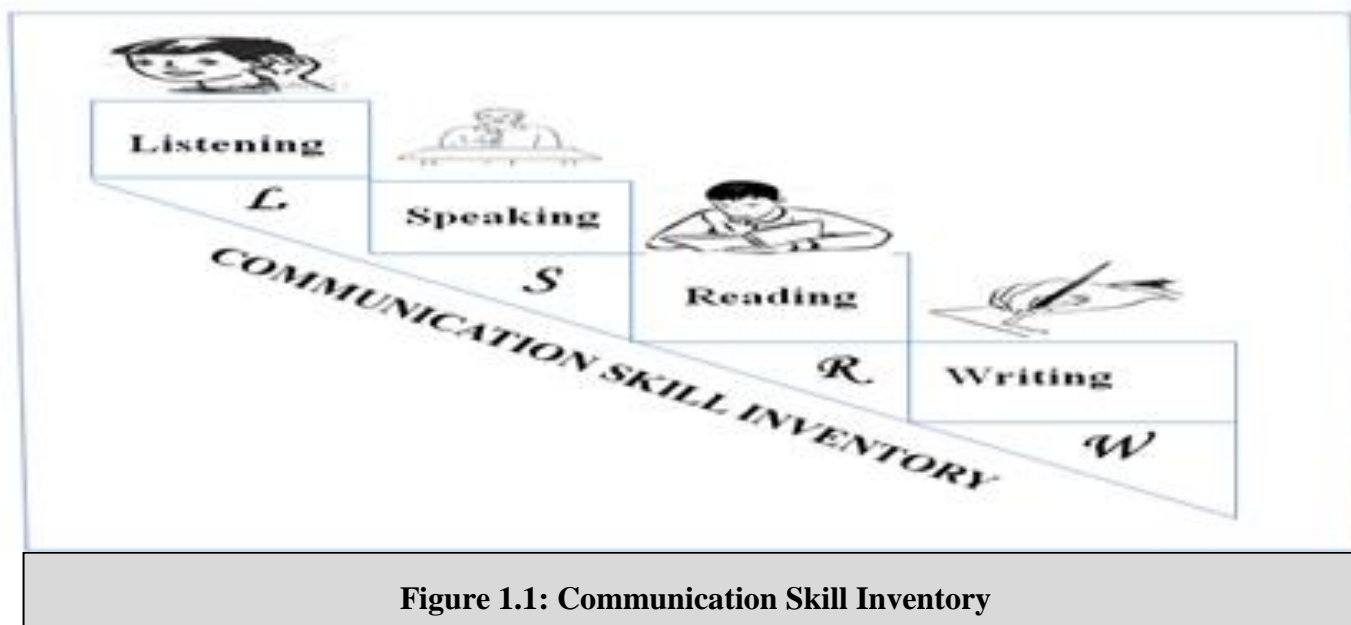 Listening
L
Speaking
S
Reading
R
Writing
W
COMMUNICATION SKILL INVENTORY
Figure 1.1: Communication Skill Inventory